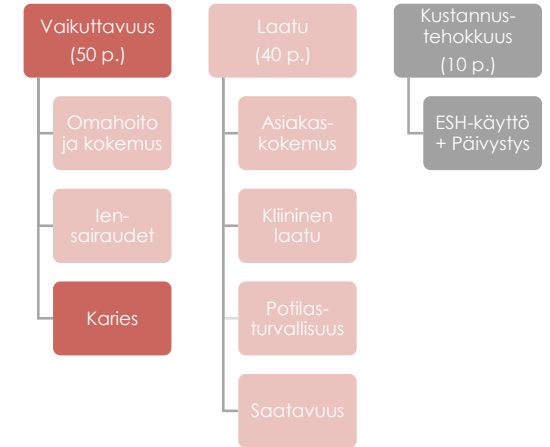 Vaikuttavuus
(50 p.)
Omahoito
ja kokemus
Ien-
sairaudet
Karies
Laatu
(40 p.)
Asiakas-
kokemus
Kliininen
laatu
Potilas-
turvallisuus
Saatavuus
Kustannus-
tehokkuus
(10 p.)
ESH-käyttö
+ Päivystys